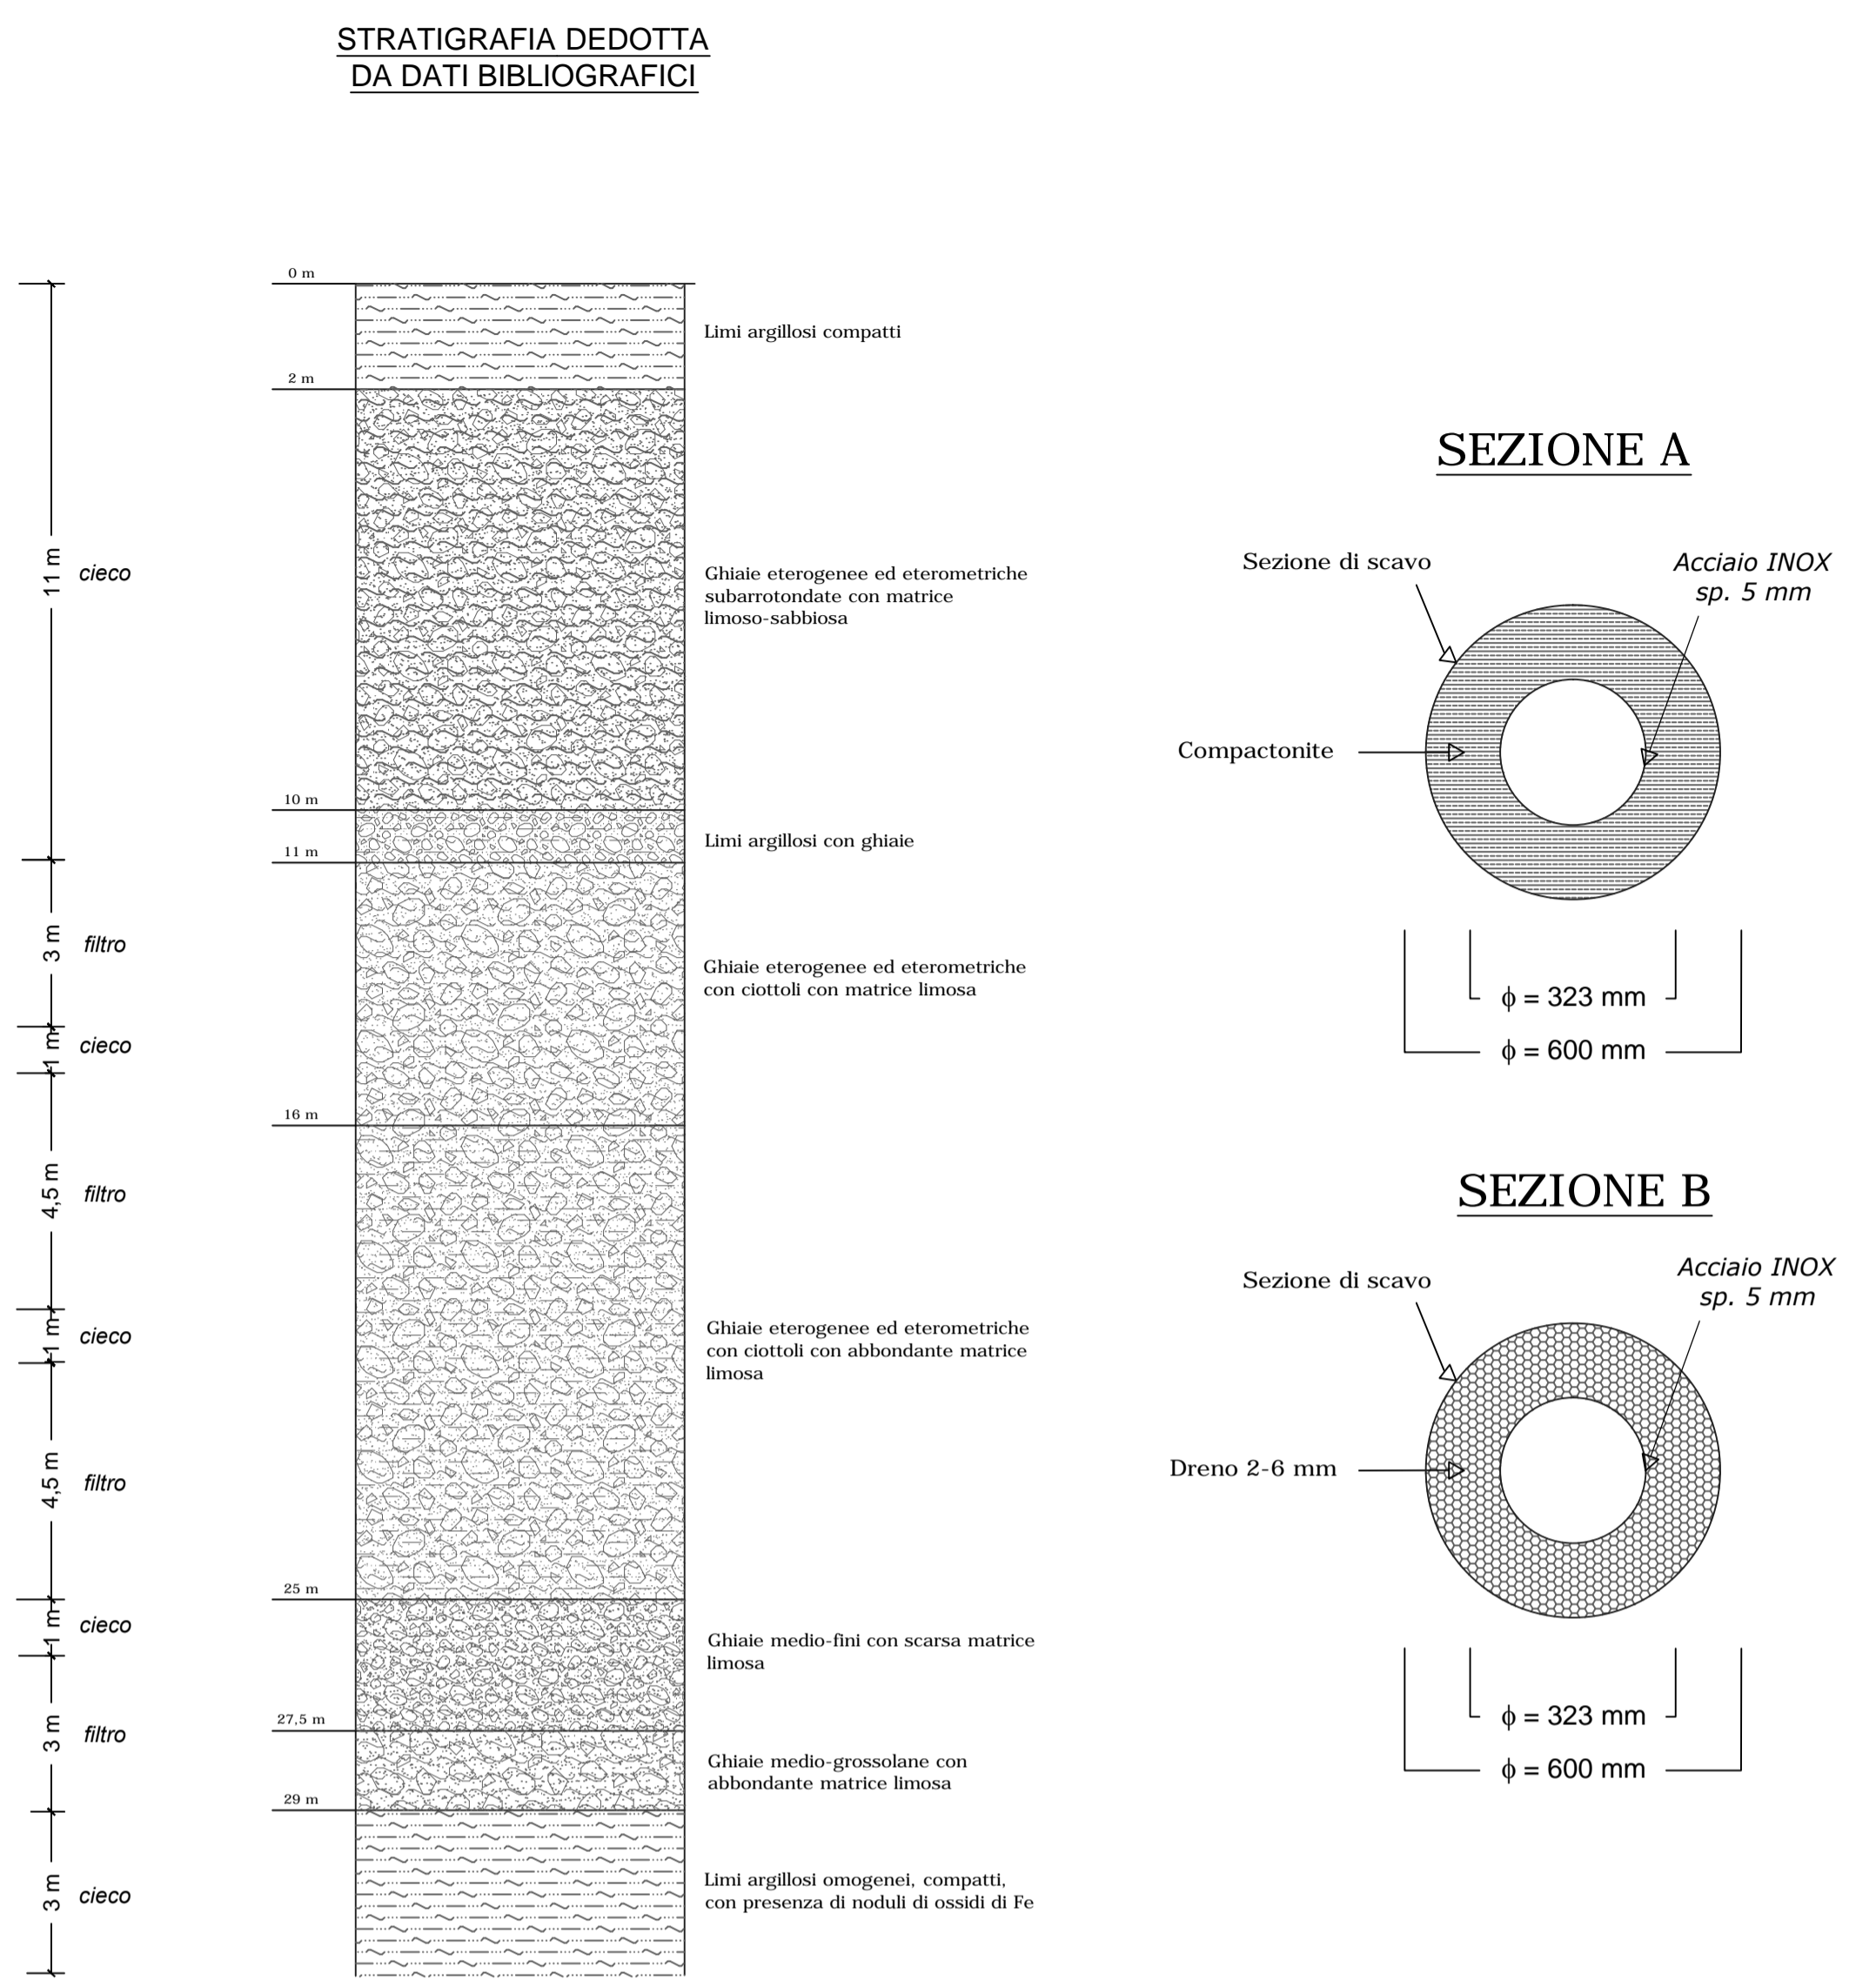 STRATIGRAFIA DEDOTTA
DA DATI BIBLIOGRAFICI
11 m
cieco
3 m
filtro
1 m
cieco
4,5 m
filtro
1 m
cieco
4,5 m
filtro
1 m
cieco
3 m
filtro
3 m
cieco
0 m
Limi argillosi compatti
2 m
Ghiaie eterogenee ed eterometriche
subarrotondate con matrice
limoso-sabbiosa
10 m
Limi argillosi con ghiaie
11 m
Ghiaie eterogenee ed eterometriche
con ciottoli con matrice limosa
16 m
Ghiaie eterogenee ed eterometriche
con ciottoli con abbondante matrice
limosa
25 m
Ghiaie medio-fini con scarsa matrice
limosa
27,5 m
Ghiaie medio-grossolane con
abbondante matrice limosa
29 m
Limi argillosi omogenei, compatti,
con presenza di noduli di ossidi di Fe
SEZIONE A
Sezione di scavo
Acciaio INOX
sp. 5 mm
Compactonite
ϕ = 323 mm
ϕ = 600 mm
SEZIONE B
Sezione di scavo
Acciaio INOX
sp. 5 mm
Dreno 2-6 mm
ϕ = 323 mm
ϕ = 600 mm